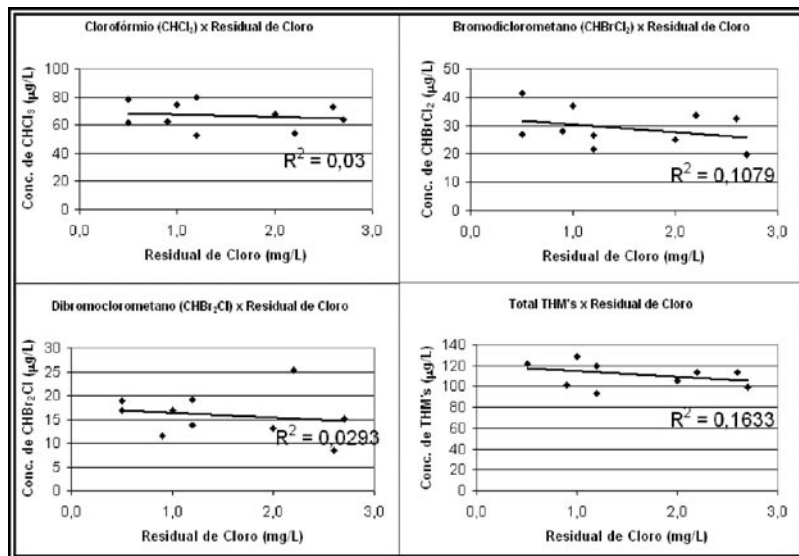 Clorofórmio (CHCl₃) x Residual de Cloro
Conc. de CHCl₃ (µg/L)
100
80
60
40
20
0
R² = 0,03
0,0 1,0 2,0 3,0
Residual de Cloro (mg/L)
Bromodiclorometano (CHBrCl₂) x Residual de Cloro
Conc. de CHBrCl₂ (µg/L)
50
40
30
20
10
0
R² = 0,1079
0,0 1,0 2,0 3,0
Residual de Cloro (mg/L)
Dibromoclorometano (CHBr₂Cl) x Residual de Cloro
Conc. de CHBr₂Cl (µg/L)
30
25
20
15
10
5
0
R² = 0,0293
0,0 1,0 2,0 3,0
Residual de Cloro (mg/L)
Total THM's x Residual de Cloro
Conc. de THM's (µg/L)
140
120
100
80
60
40
20
0
R² = 0,1633
0,0 1,0 2,0 3,0
Residual de Cloro (mg/L)